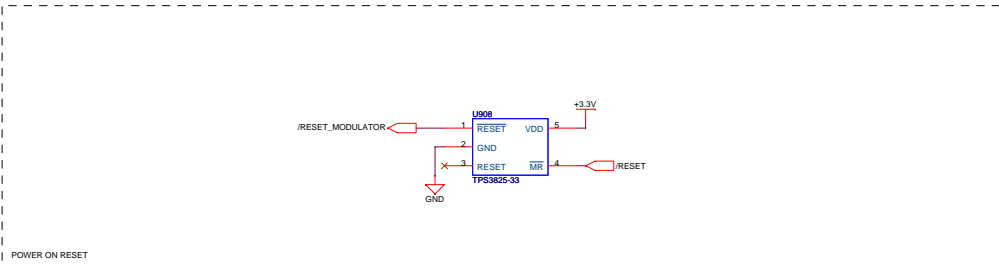 +3.3V
U908
/RESET_MODULATOR 1 RESET VDD 5
2 GND
3 RESET MR 4 /RESET
TPS3825-33
GND
POWER ON RESET